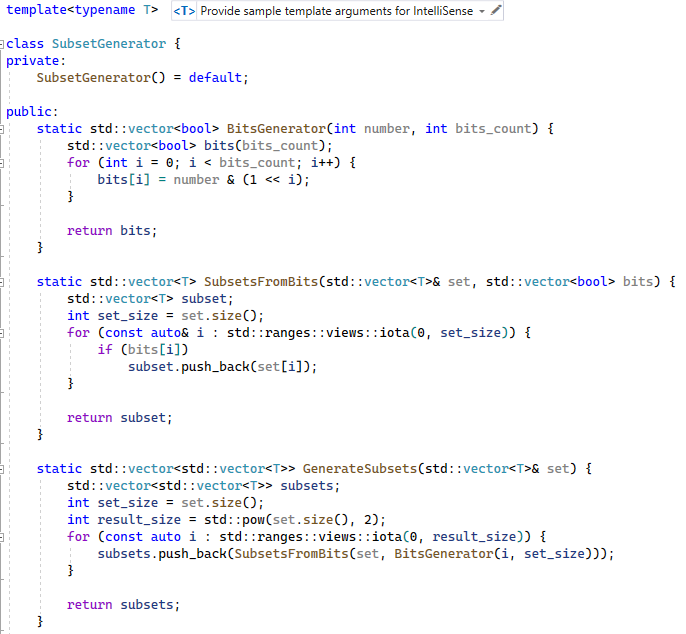 template<typename T> <T> Provide sample template arguments for IntelliSense
class SubsetGenerator {
private:
    SubsetGenerator() = default;
public:
    static std::vector<bool> BitsGenerator(int number, int bits_count) {
        std::vector<bool> bits(bits_count);
        for (int i = 0; i < bits_count; i++) {
            bits[i] = number & (1 << i);
        }
        return bits;
    }
    static std::vector<T> SubsetsFromBits(std::vector<T>& set, std::vector<bool> bits) {
        std::vector<T> subset;
        int set_size = set.size();
        for (const auto& i : std::ranges::views::iota(0, set_size)) {
            if (bits[i])
                subset.push_back(set[i]);
        }
        return subset;
    }
    static std::vector<std::vector<T>> GenerateSubsets(std::vector<T>& set) {
        std::vector<std::vector<T>> subsets;
        int set_size = set.size();
        int result_size = std::pow(set.size(), 2);
        for (const auto i : std::ranges::views::iota(0, result_size)) {
            subsets.push_back(SubsetsFromBits(set, BitsGenerator(i, set_size)));
        }
        return subsets;
    }